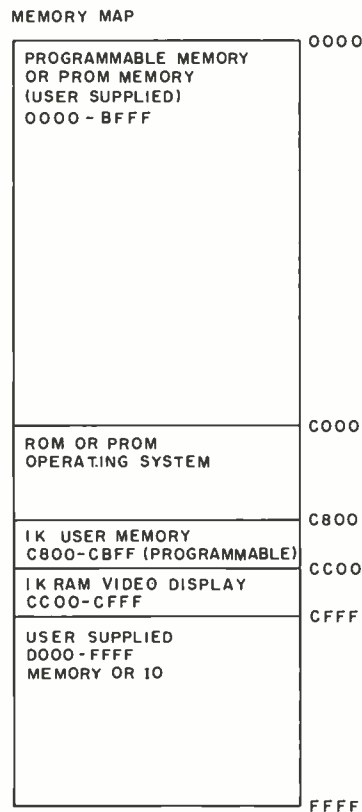 MEMORY MAP
0000
PROGRAMMABLE MEMORY
OR PROM MEMORY
(USER SUPPLIED)
0000 - BFFF
C000
ROM OR PROM
OPERATING SYSTEM
C800
1K USER MEMORY
C800-CBFF (PROGRAMMABLE)
CC00
1K RAM VIDEO DISPLAY
CC00-CFFF
CFFF
USER SUPPLIED
D000-FFFF
MEMORY OR IO
FFFF